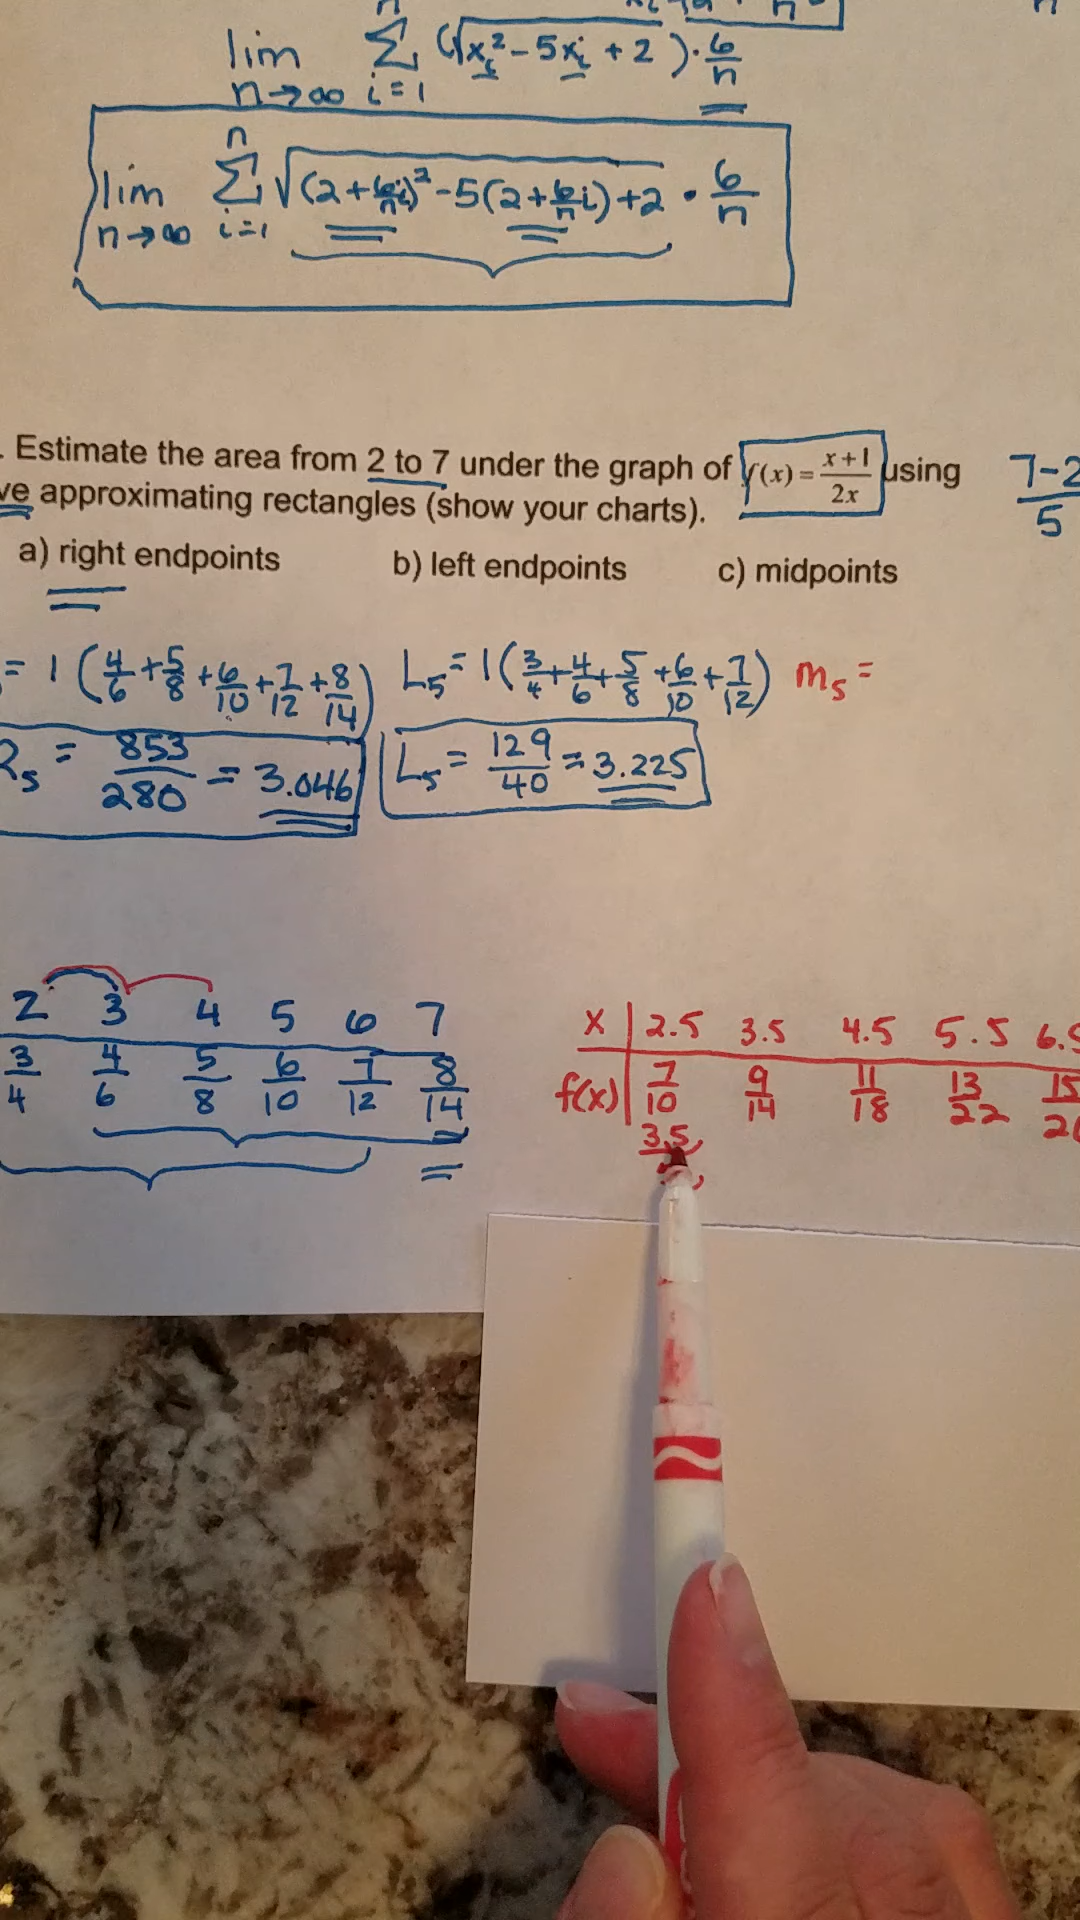 n
lim Σ (√x_i² - 5x_i + 2 ) · 6/n
n→∞ i=1
n
lim Σ √(2+6/n i)² - 5(2+6/n i) + 2 · 6/n
n→∞ i=1
Estimate the area from 2 to 7 under the graph of f(x) = x+1/2x using
ve approximating rectangles (show your charts).
7-2/5
a) right endpoints b) left endpoints c) midpoints
= 1 (4/6 + 5/8 + 6/10 + 7/12 + 8/14) L₅ = 1(3/4 + 4/6 + 5/8 + 6/10 + 7/12) m₅ =
R₅ = 853/280 = 3.046 L₅ = 129/40 = 3.225
2 3 4 5 6 7
3/4 4/6 5/8 6/10 7/12 8/14
x 2.5 3.5 4.5 5.5 6.5
f(x) 7/10 9/14 11/18 13/22
3.5